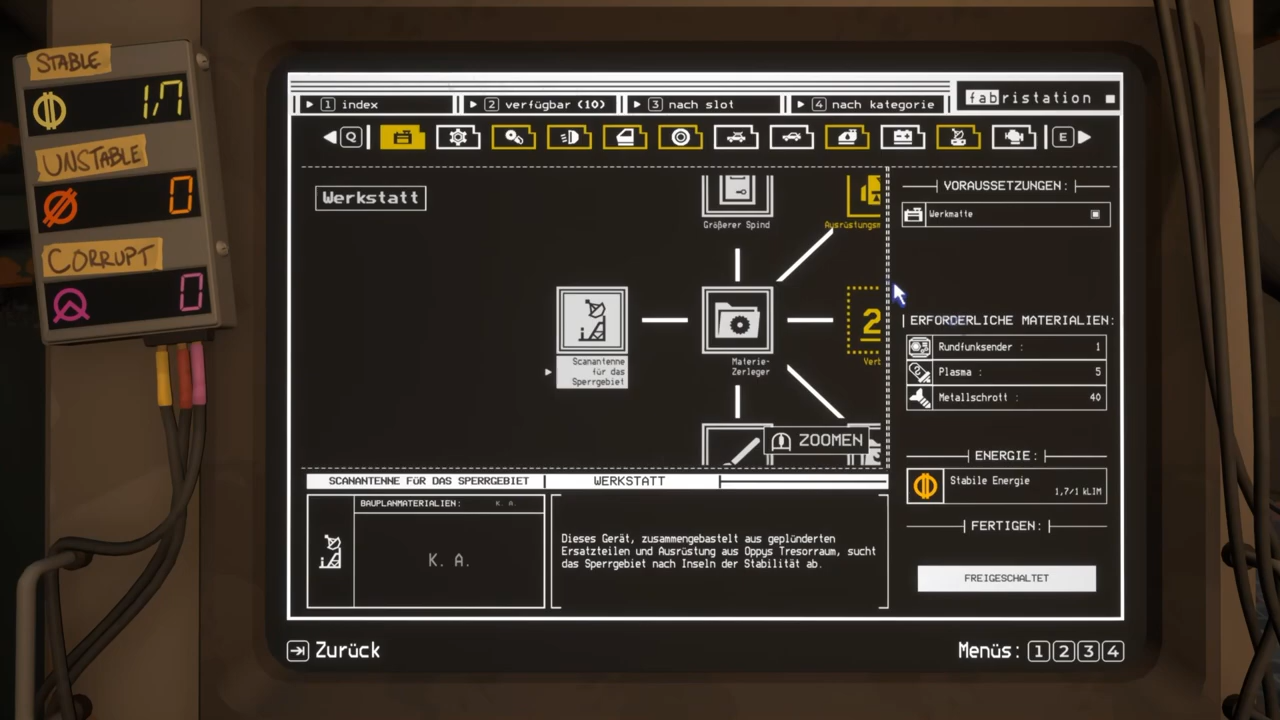 STABLE
1,7
UNSTABLE
0
CORRUPT
0
1 index
2 verfügbar (10)
3 nach slot
4 nach kategorie
fabristation
Q
E
Werkstatt
Größerer Spind
Scanantenne
für das
Sperrgebiet
Materie-
Zerleger
2
ZOOMEN
VORAUSSETZUNGEN:
Werkmatte
ERFORDERLICHE MATERIALIEN:
Rundfunksender : 1
Plasma : 5
Metallschrott : 40
ENERGIE:
Stabile Energie
1,7/1 kLIM
FERTIGEN:
FREIGESCHALTET
SCANANTENNE FÜR DAS SPERRGEBIET
WERKSTATT
BAUPLANMATERIALIEN: K. A.
K. A.
Dieses Gerät, zusammengebastelt aus geplünderten
Ersatzteilen und Ausrüstung aus Oppys Tresorraum, sucht
das Sperrgebiet nach Inseln der Stabilität ab.
Zurück
Menüs: 1 2 3 4